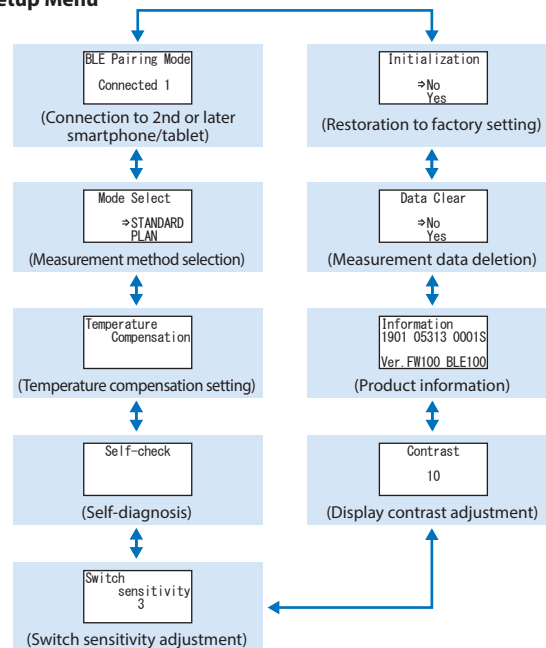 etup Menu
BLE Pairing Mode
Connected 1
(Connection to 2nd or later
smartphone/tablet)
Mode Select
⇒STANDARD
PLAN
(Measurement method selection)
Temperature
Compensation
(Temperature compensation setting)
Self-check
(Self-diagnosis)
Switch
sensitivity
3
(Switch sensitivity adjustment)
Initialization
⇒No
Yes
(Restoration to factory setting)
Data Clear
⇒No
Yes
(Measurement data deletion)
Information
1901 05313 0001S
Ver.FW100 BLE100
(Product information)
Contrast
10
(Display contrast adjustment)